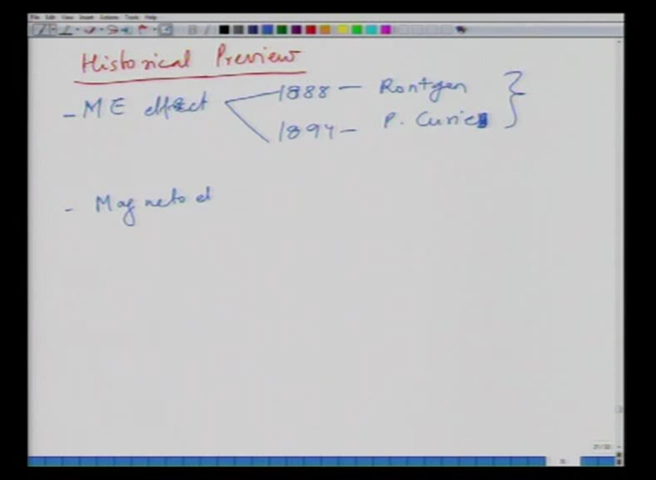 Historical Preview
- ME effect
1888 - Rontgen
1894 - P. Curie
- Magneto el